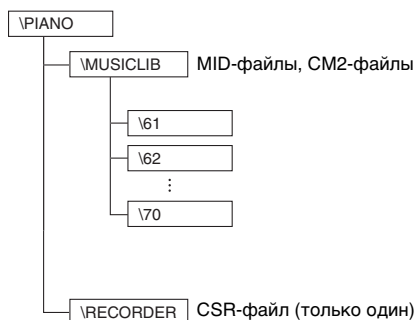 \PIANO
\MUSICLIB MID-файлы, CM2-файлы
\61
\62
⋮
\70
\RECORDER CSR-файл (только один)